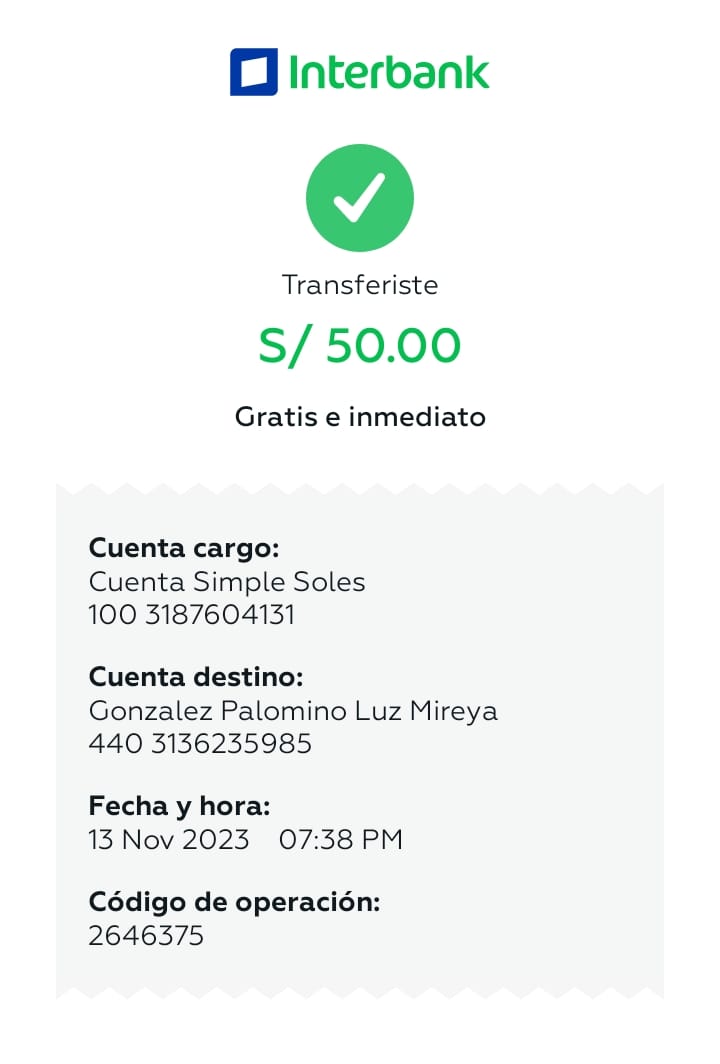 Interbank
Transferiste
S/ 50.00
Gratis e inmediato
Cuenta cargo:
Cuenta Simple Soles
100 3187604131
Cuenta destino:
Gonzalez Palomino Luz Mireya
440 3136235985
Fecha y hora:
13 Nov 2023 07:38 PM
Código de operación:
2646375